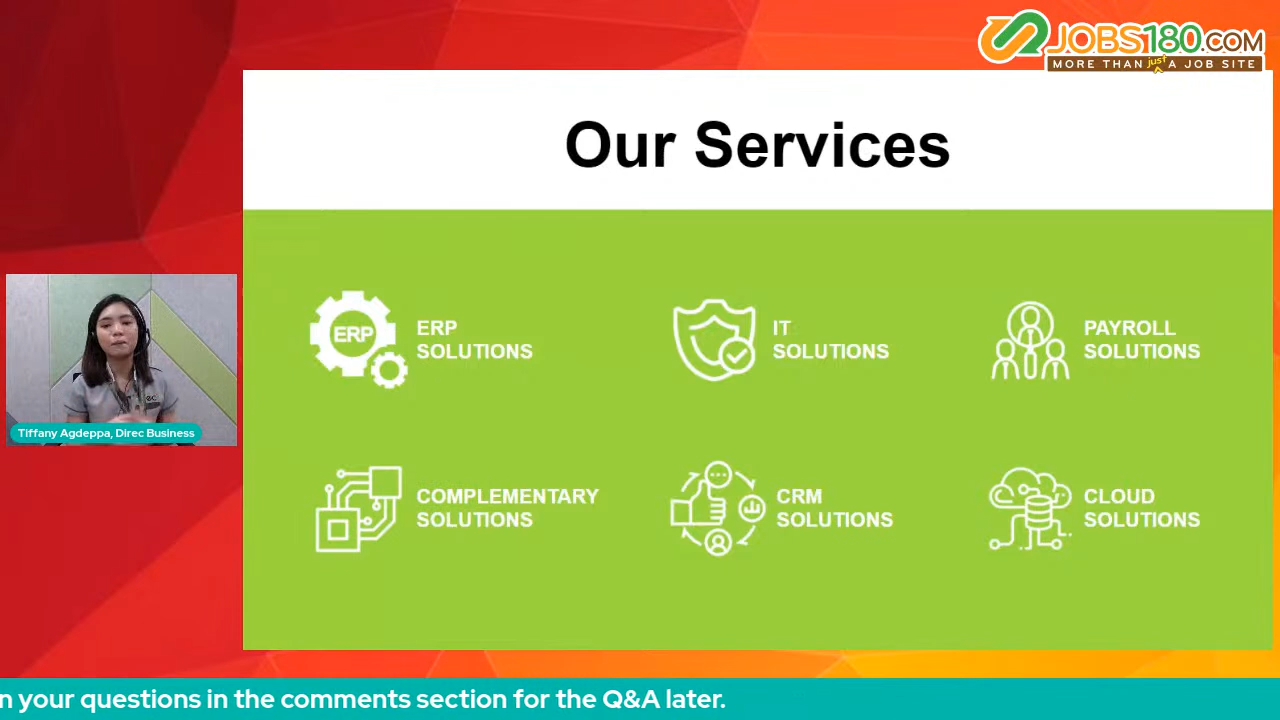 JOBS180.COM
MORE THAN just A JOB SITE
Our Services
ERP
ERP
SOLUTIONS
IT
SOLUTIONS
PAYROLL
SOLUTIONS
COMPLEMENTARY
SOLUTIONS
CRM
SOLUTIONS
CLOUD
SOLUTIONS
Tiffany Agdeppa, Direc Business
your questions in the comments section for the Q&A later.